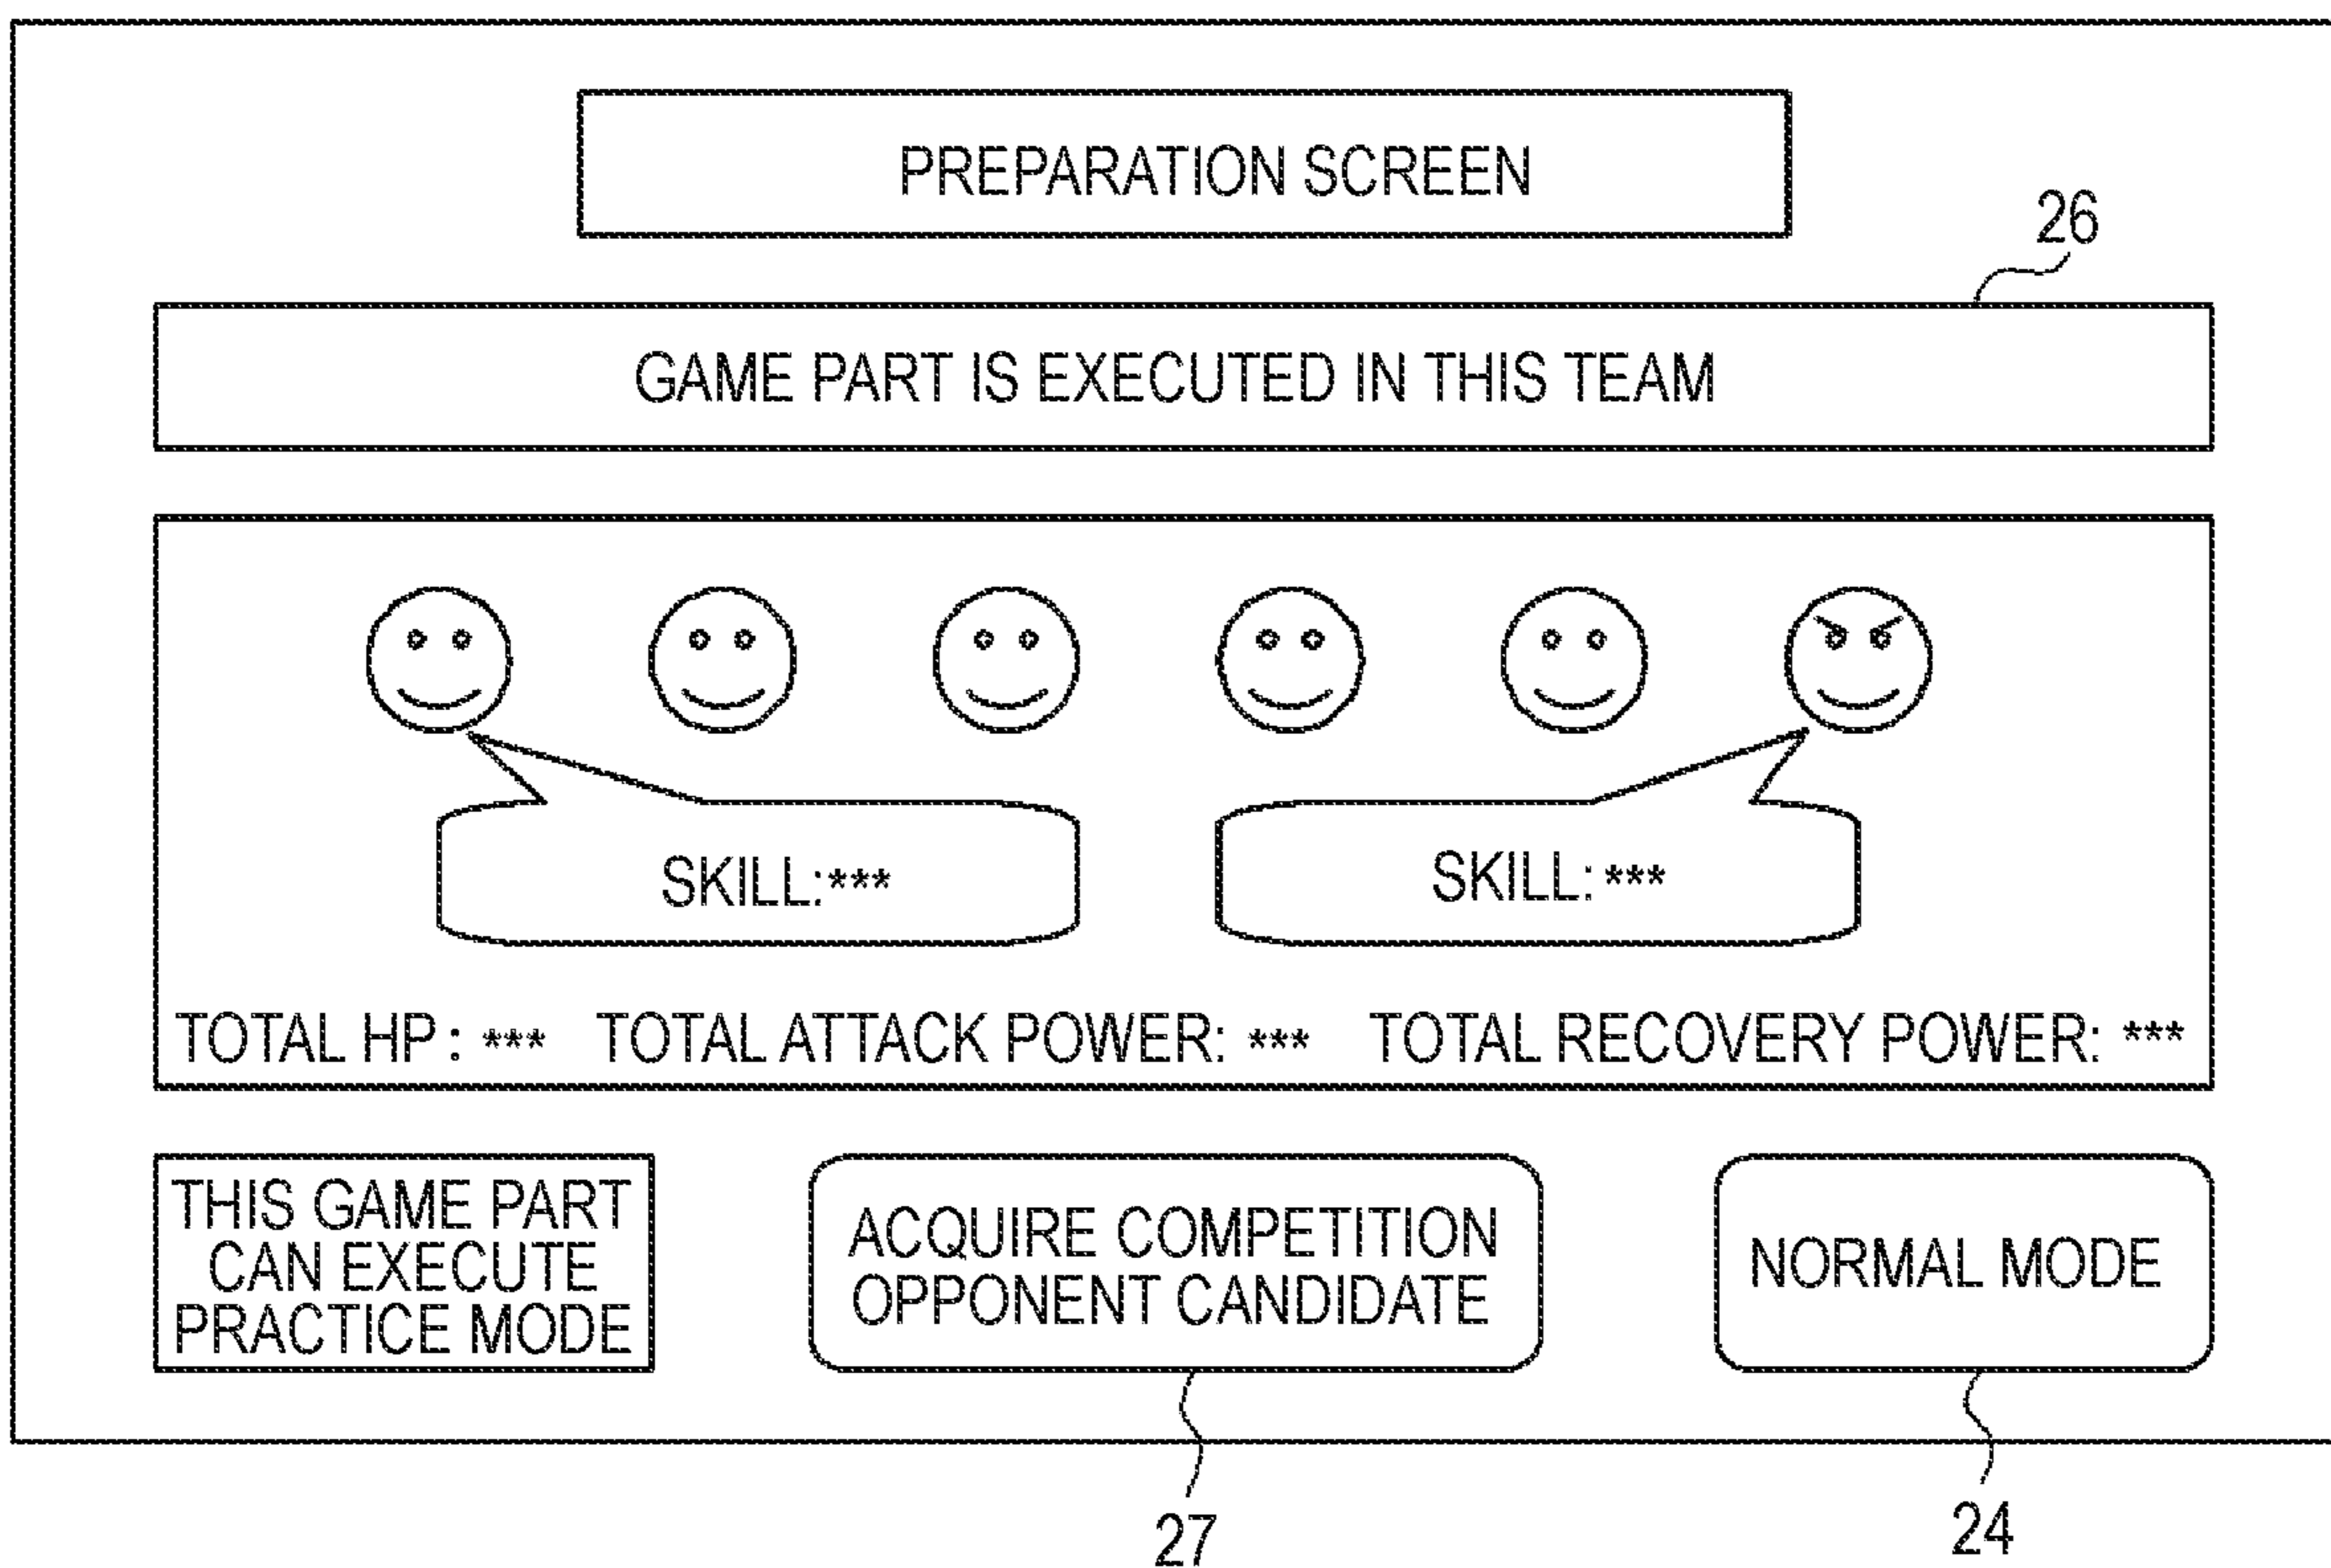 PREPARATION SCREEN
26
GAME PART IS EXECUTED IN THIS TEAM
SKILL:***
SKILL: ***
TOTAL HP : *** TOTAL ATTACK POWER: *** TOTAL RECOVERY POWER: ***
THIS GAME PART
CAN EXECUTE
PRACTICE MODE
ACQUIRE COMPETITION
OPPONENT CANDIDATE
NORMAL MODE
27
24